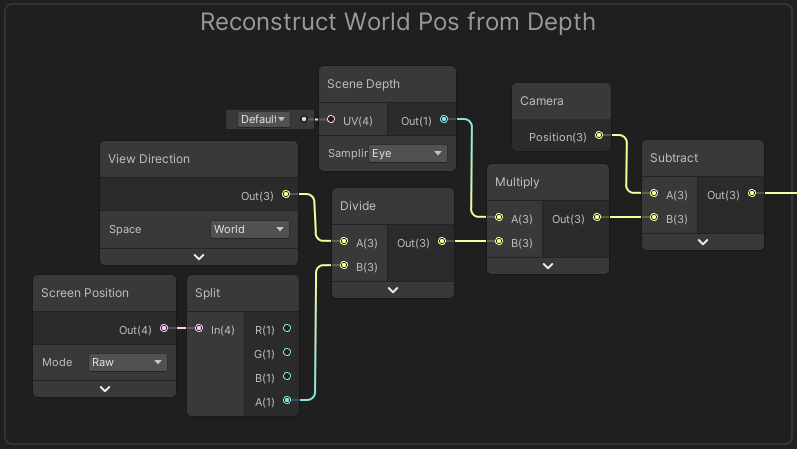 Reconstruct World Pos from Depth
Scene Depth
Default
UV(4)
Out(1)
Eye
Camera
Position(3)
View Direction
Out(3)
Space
World
Divide
A(3)
B(3)
Out(3)
Multiply
A(3)
B(3)
Out(3)
Subtract
A(3)
B(3)
Out(3)
Screen Position
Out(4)
Mode
Raw
Split
In(4)
R(1)
G(1)
B(1)
A(1)